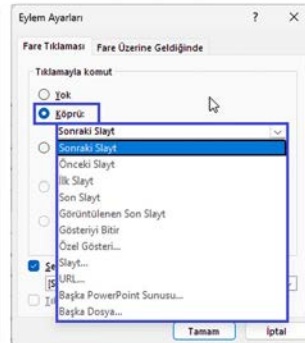 Eylem Ayarları ? ×
Fare Tıklaması Fare Üzerine Geldiğinde
Tıklamayla komut
Yok
Köprü:
Sonraki Slayt
Sonraki Slayt
Önceki Slayt
İlk Slayt
Son Slayt
Görüntülenen Son Slayt
Gösteriyi Bitir
Özel Gösteri...
Slayt...
URL...
Başka PowerPoint Sunusu...
Başka Dosya...
Tamam İptal